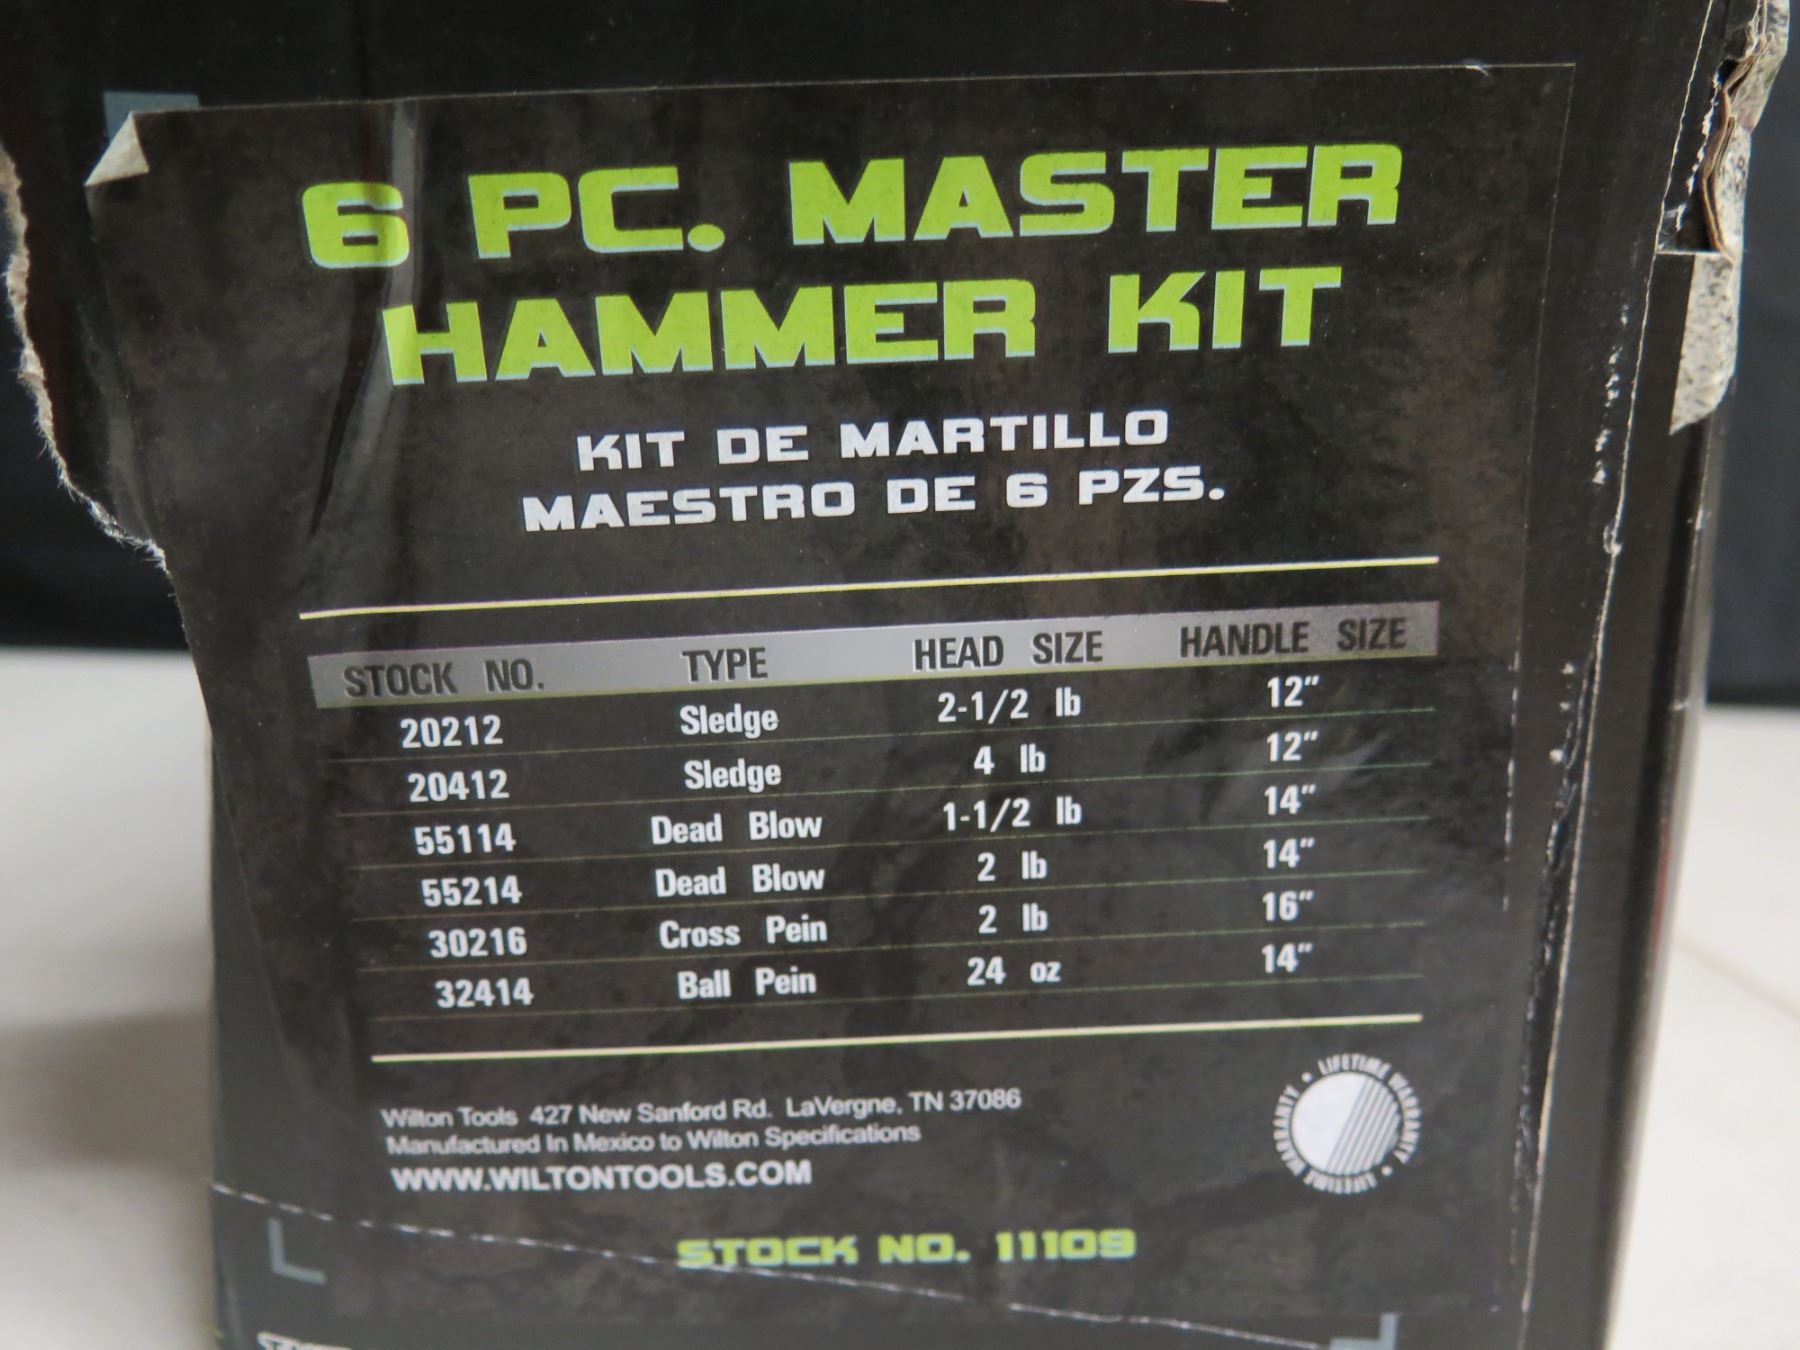 6 PC. MASTER
HAMMER KIT
KIT DE MARTILLO
MAESTRO DE 6 PZS.
STOCK NO. TYPE HEAD SIZE HANDLE SIZE
20212 Sledge 2-1/2 lb 12"
20412 Sledge 4 lb 12"
55114 Dead Blow 1-1/2 lb 14"
55214 Dead Blow 2 lb 14"
30216 Cross Pein 2 lb 16"
32414 Ball Pein 24 oz 14"
Wilton Tools 427 New Sanford Rd. LaVergne, TN 37086
Manufactured In Mexico to Wilton Specifications
WWW.WILTONTOOLS.COM
LIFETIME WARRANTY • LIFETIME WARRANTY •
STOCK NO. 11109